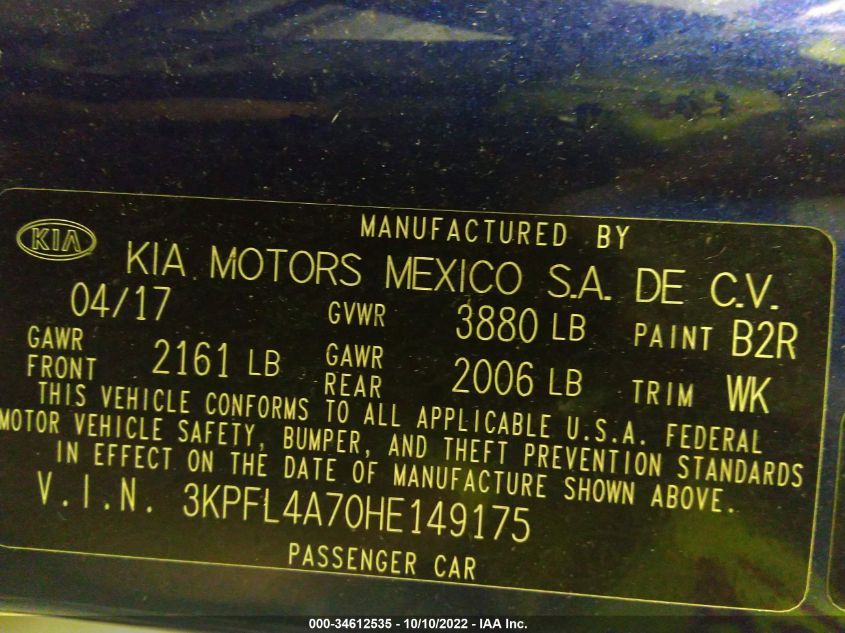 MANUFACTURED BY
KIA
KIA MOTORS MEXICO S.A. DE C.V.
04/17 GVWR 3880 LB PAINT B2R
GAWR FRONT 2161 LB GAWR REAR 2006 LB TRIM WK
THIS VEHICLE CONFORMS TO ALL APPLICABLE U.S.A. FEDERAL
MOTOR VEHICLE SAFETY, BUMPER, AND THEFT PREVENTION STANDARDS
IN EFFECT ON THE DATE OF MANUFACTURE SHOWN ABOVE.
V.I.N. 3KPFL4A70HE149175
PASSENGER CAR
000-34612535 - 10/10/2022 - IAA Inc.